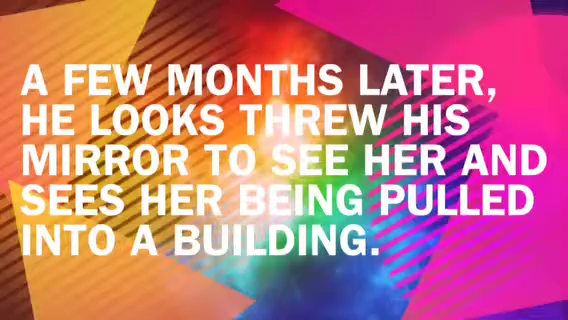 A FEW MONTHS LATER,
HE LOOKS THREW HIS
MIRROR TO SEE HER AND
SEES HER BEING PULLED
INTO A BUILDING.